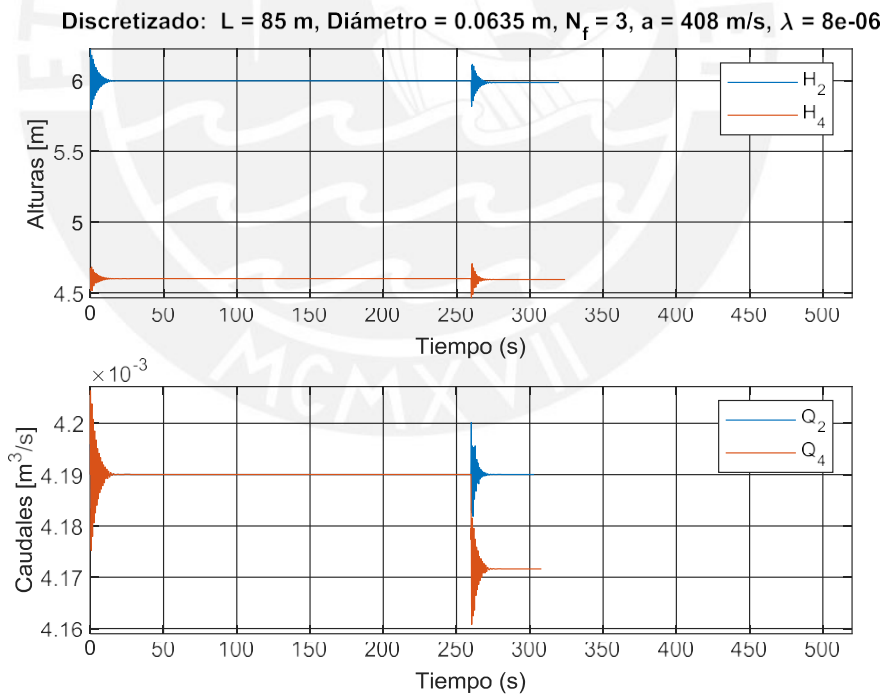 Discretizado: L = 85 m, Diámetro = 0.0635 m, N_f = 3, a = 408 m/s, λ = 8e-06
Alturas [m]
6
5.5
5
4.5
H_2
H_4
0 50 100 150 200 250 300 350 400 450 500
Tiempo (s)
×10^-3
Caudales [m^3/s]
4.2
4.19
4.18
4.17
4.16
Q_2
Q_4
0 50 100 150 200 250 300 350 400 450 500
Tiempo (s)
MCMXVII